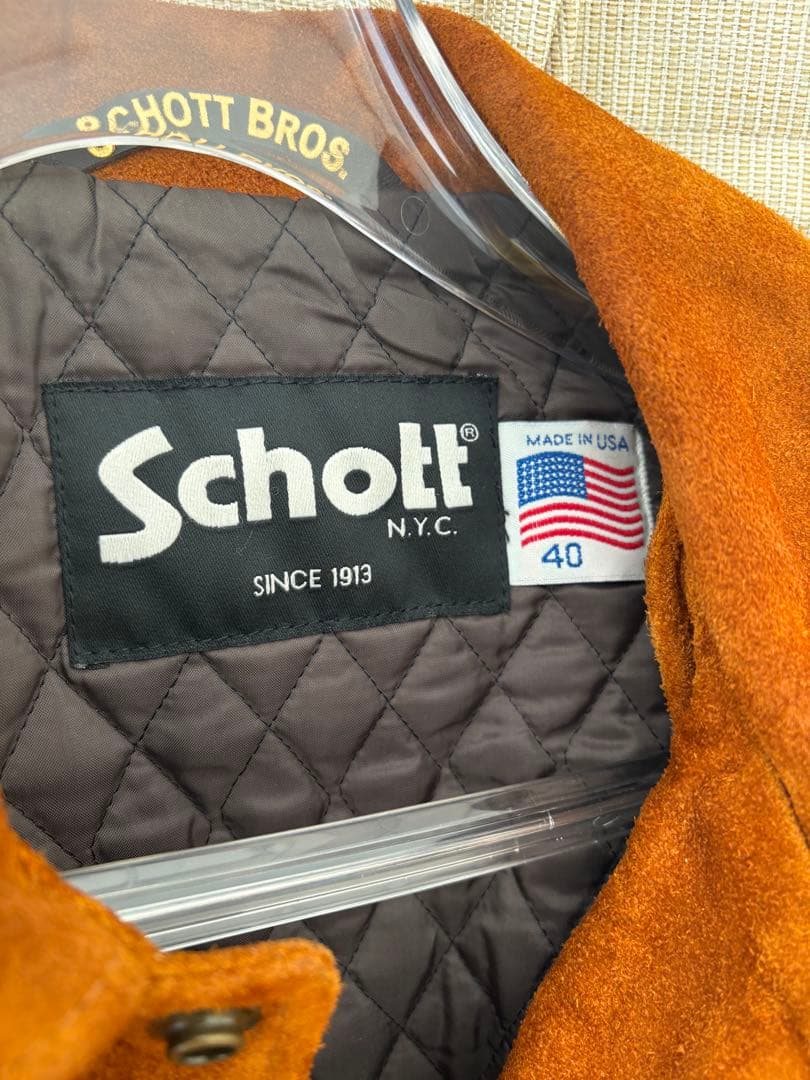 SCHOTT BROS.
Schott®
N.Y.C.
SINCE 1913
MADE IN USA
40